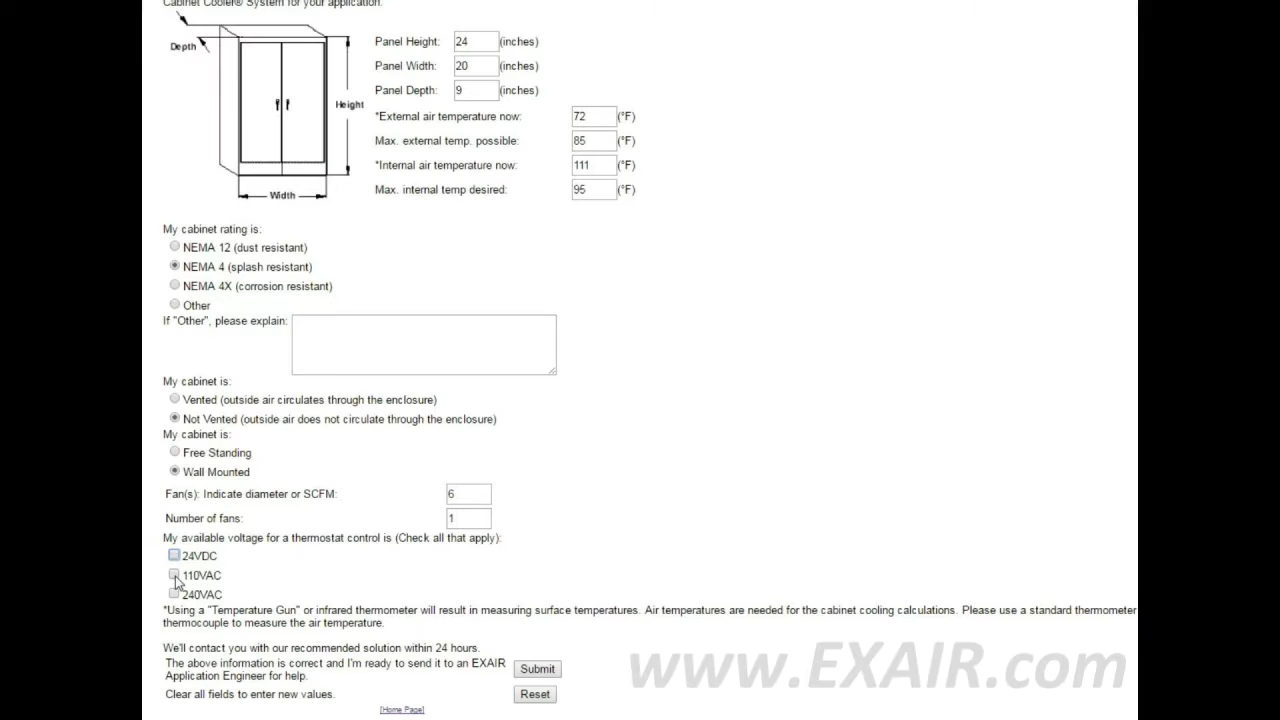 Cabinet Cooler® System for your application.
Depth
Height
Width
Panel Height: 24 (inches)
Panel Width: 20 (inches)
Panel Depth: 9 (inches)
*External air temperature now: 72 (°F)
Max. external temp. possible: 85 (°F)
*Internal air temperature now: 111 (°F)
Max. internal temp desired: 95 (°F)
My cabinet rating is:
NEMA 12 (dust resistant)
NEMA 4 (splash resistant)
NEMA 4X (corrosion resistant)
Other
If "Other", please explain:
My cabinet is:
Vented (outside air circulates through the enclosure)
Not Vented (outside air does not circulate through the enclosure)
My cabinet is:
Free Standing
Wall Mounted
Fan(s): Indicate diameter or SCFM: 6
Number of fans: 1
My available voltage for a thermostat control is (Check all that apply):
24VDC
110VAC
240VAC
*Using a "Temperature Gun" or infrared thermometer will result in measuring surface temperatures. Air temperatures are needed for the cabinet cooling calculations. Please use a standard thermometer
thermocouple to measure the air temperature.
We'll contact you with our recommended solution within 24 hours.
The above information is correct and I'm ready to send it to an EXAIR
Application Engineer for help. Submit
Clear all fields to enter new values. Reset
[Home Page]
www.EXAIR.com